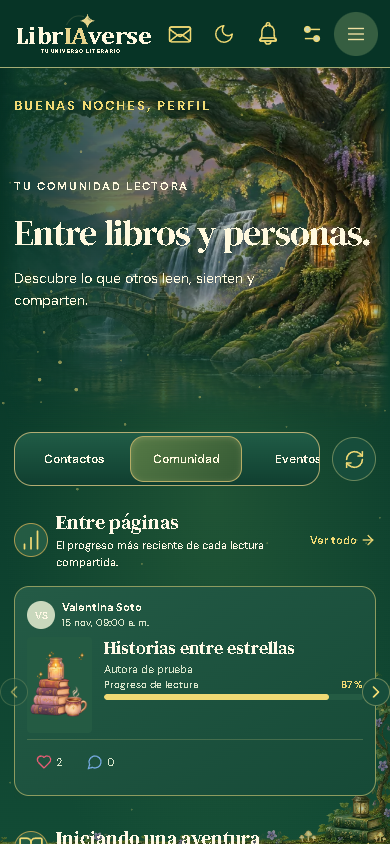 LibrIAverse
TU UNIVERSO LITERARIO
BUENAS NOCHES, PERFIL
TU COMUNIDAD LECTORA
Entre libros y personas.
Descubre lo que otros leen, sienten y
comparten.
Contactos
Comunidad
Eventos
Entre páginas
El progreso más reciente de cada lectura
compartida.
Ver todo
VS
Valentina Soto
15 nov, 09:00 a. m.
Historias entre estrellas
Autora de prueba
Progreso de lectura
87%
2
0
Iniciando una aventura